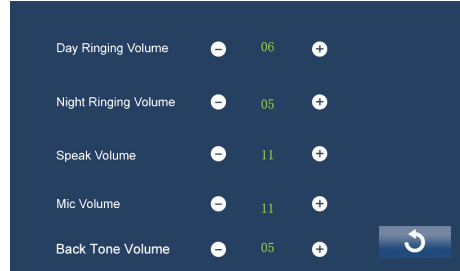 Day Ringing Volume - 06 +
Night Ringing Volume - 05 +
Speak Volume - 11 +
Mic Volume - 11 +
Back Tone Volume - 05 +